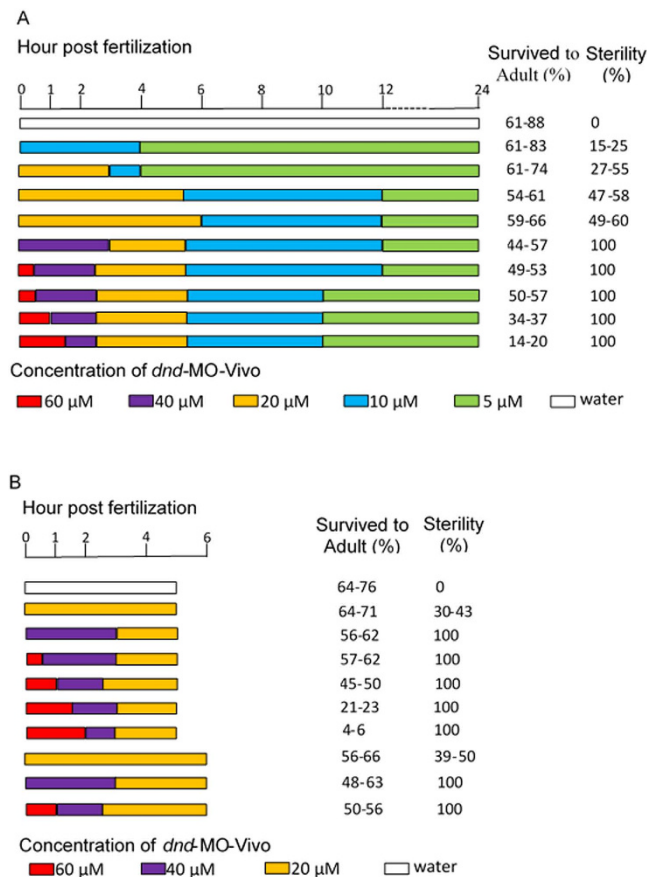 A
Hour post fertilization
Survived to Adult (%)
Sterility (%)
0 1 2 4 6 10 12 24
61-88 0
61-83 15-25
61-74 27-55
54-61 47-58
59-66 49-60
44-57 100
49-53 100
50-57 100
34-37 100
14-20 100
Concentration of dnd-MO-Vivo
60 μM 40 μM 20 μM 10 μM 5 μM water
B
Hour post fertilization
Survived to Adult (%)
Sterility (%)
0 1 2 4 6
64-76 0
64-71 30-43
56-62 100
57-62 100
45-50 100
21-23 100
4-6 100
56-66 39-50
48-63 100
50-56 100
Concentration of dnd-MO-Vivo
60 μM 40 μM 20 μM water